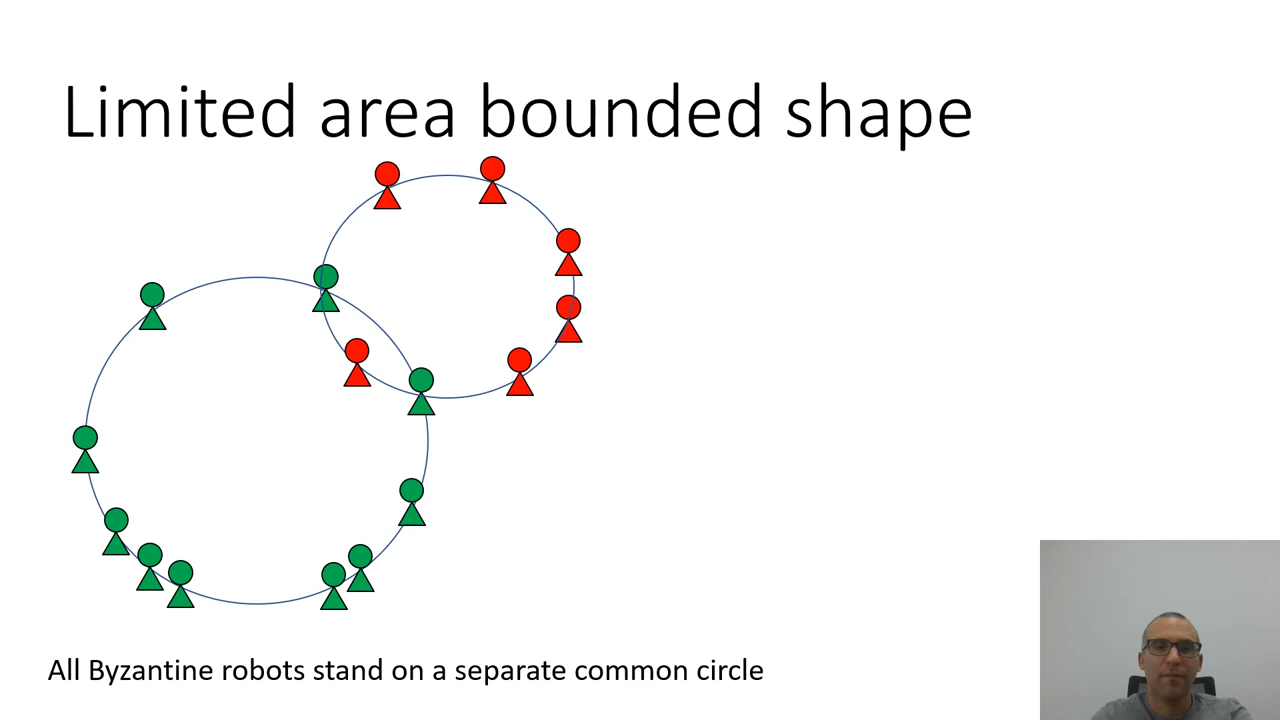 Limited area bounded shape
All Byzantine robots stand on a separate common circle